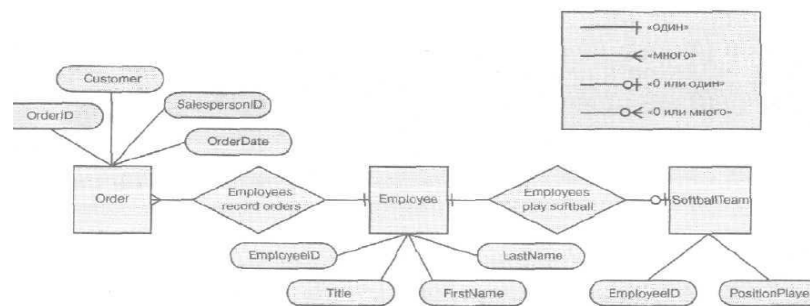 «один»
«много»
«0 или один»
«0 или много»
Customer
SalespersonID
OrderID
OrderDate
Order
Employees
record orders
Employee
Employees
play softball
SoftballTeam
EmployeeID
LastName
Title
FirstName
EmployeeID
PositionPlayed